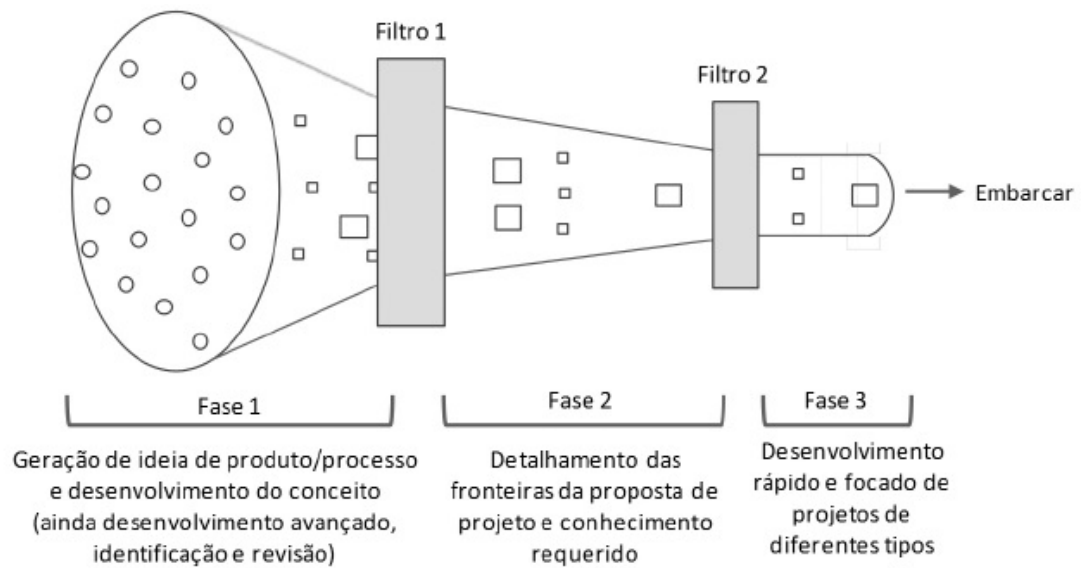 Filtro 1
Filtro 2
Embarcar
Fase 1
Fase 2
Fase 3
Geração de ideia de produto/processo
e desenvolvimento do conceito
(ainda desenvolvimento avançado,
identificação e revisão)
Detalhamento das
fronteiras da proposta de
projeto e conhecimento
requerido
Desenvolvimento
rápido e focado de
projetos de
diferentes tipos